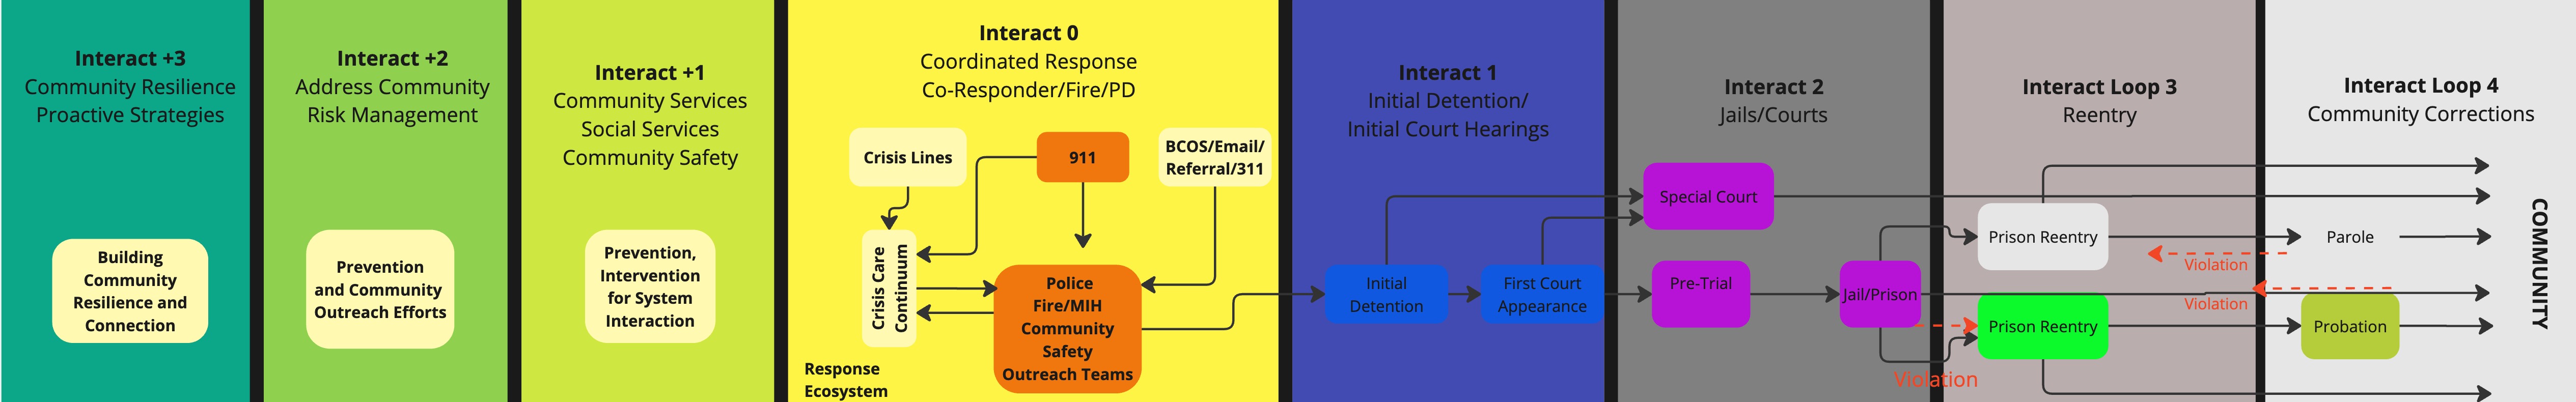 Interact +3
Community Resilience
Proactive Strategies
Building
Community
Resilience and
Connection
Interact +2
Address Community
Risk Management
Prevention
and Community
Outreach Efforts
Interact +1
Community Services
Social Services
Community Safety
Prevention,
Intervention
for System
Interaction
Interact 0
Coordinated Response
Co-Responder/Fire/PD
Crisis Lines
911
BCOS/Email/
Referral/311
Crisis Care
Continuum
Police
Fire/MIH
Community
Safety
Outreach Teams
Response
Ecosystem
Interact 1
Initial Detention/
Initial Court Hearings
Initial
Detention
First Court
Appearance
Interact 2
Jails/Courts
Special Court
Pre-Trial
Jail/Prison
Violation
Interact Loop 3
Reentry
Prison Reentry
Violation
Violation
Prison Reentry
Interact Loop 4
Community Corrections
Parole
Probation
COMMUNITY